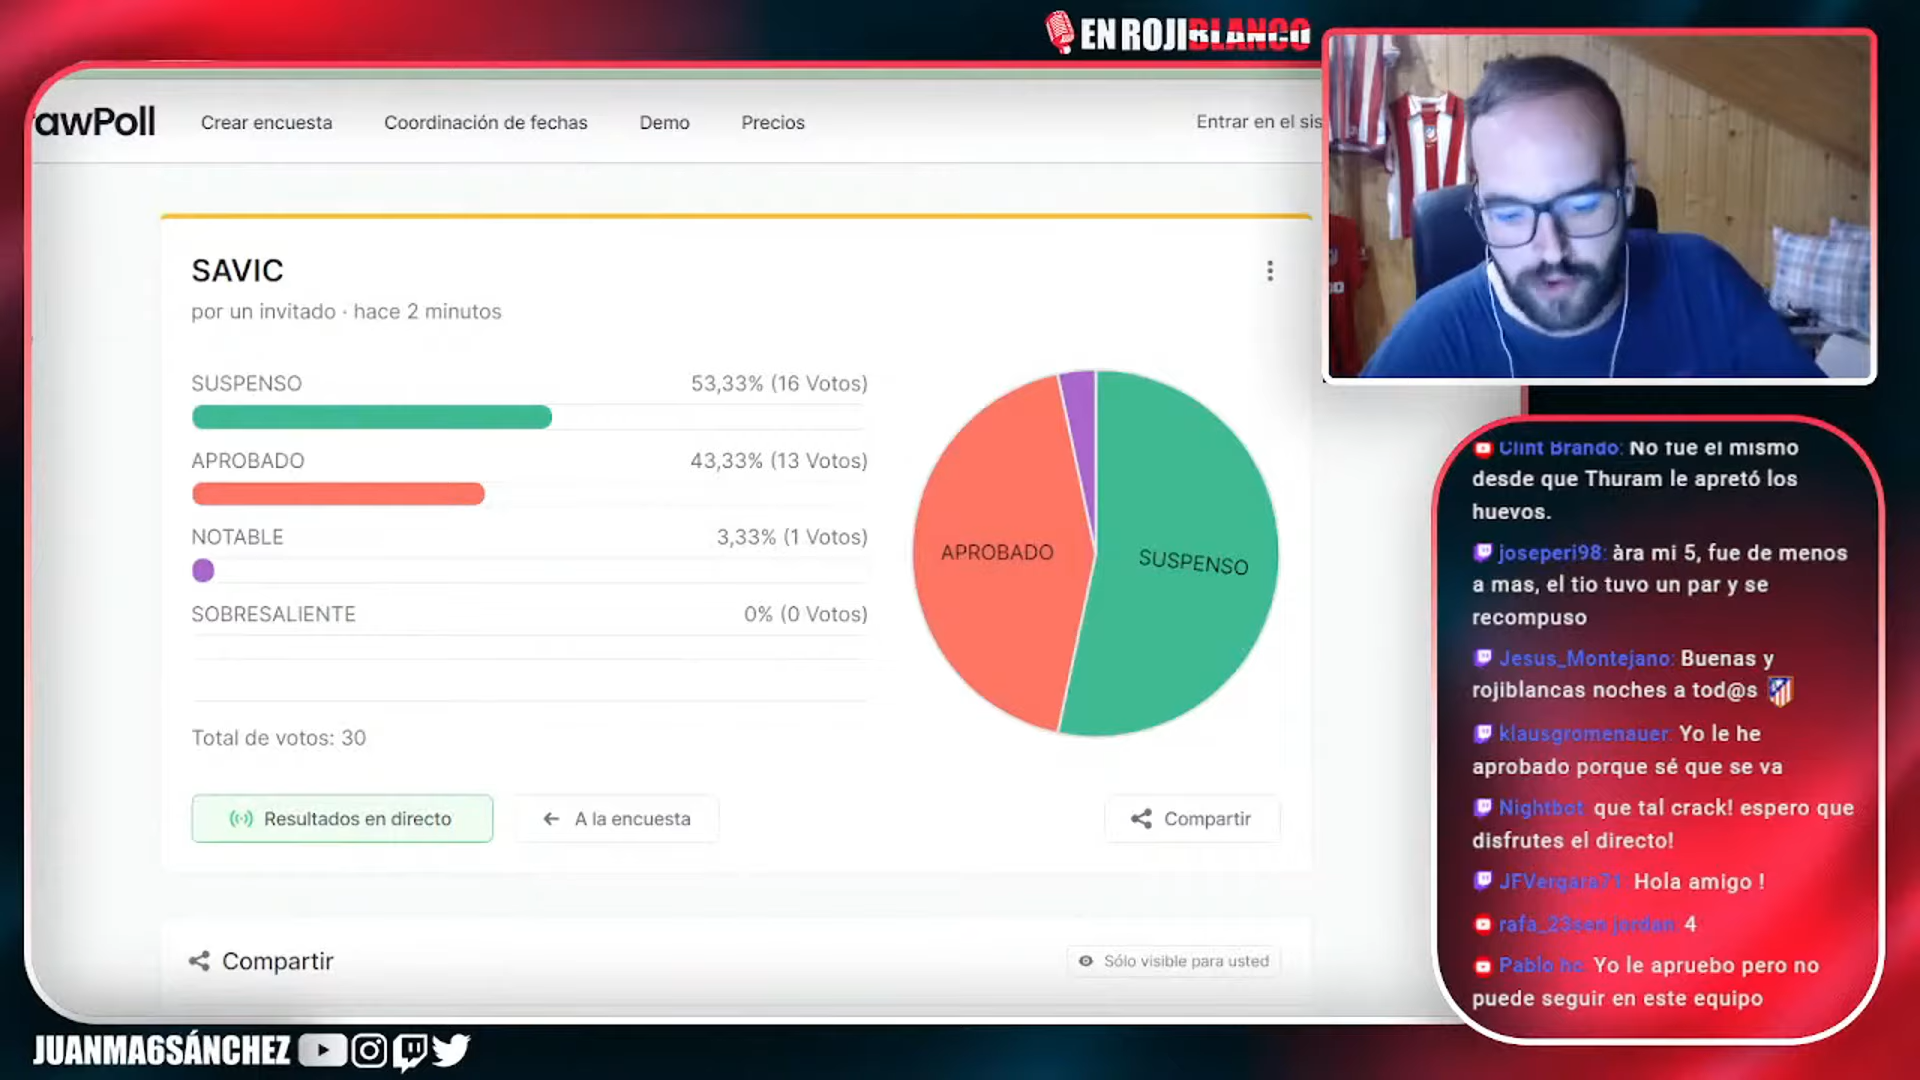 EN ROJIBLANCO
awPoll
Crear encuesta
Coordinación de fechas
Demo
Precios
Entrar en el sis
SAVIC
por un invitado · hace 2 minutos
SUSPENSO
53,33% (16 Votos)
APROBADO
43,33% (13 Votos)
NOTABLE
3,33% (1 Votos)
SOBRESALIENTE
0% (0 Votos)
APROBADO
SUSPENSO
Total de votos: 30
Resultados en directo
A la encuesta
Compartir
Compartir
Sólo visible para usted
Clint Brando: No fue el mismo
desde que Thuram le apretó los
huevos.
joseperi98: àra mi 5, fue de menos
a mas, el tio tuvo un par y se
recompuso
Jesus_Montejano: Buenas y
rojiblancas noches a tod@s
klausgromenauer: Yo le he
aprobado porque sé que se va
Nightbot: que tal crack! espero que
disfrutes el directo!
JFVergara71: Hola amigo !
rafa_23sen jordan: 4
Pablo hc: Yo le apruebo pero no
puede seguir en este equipo
JUANMA6SÁNCHEZ